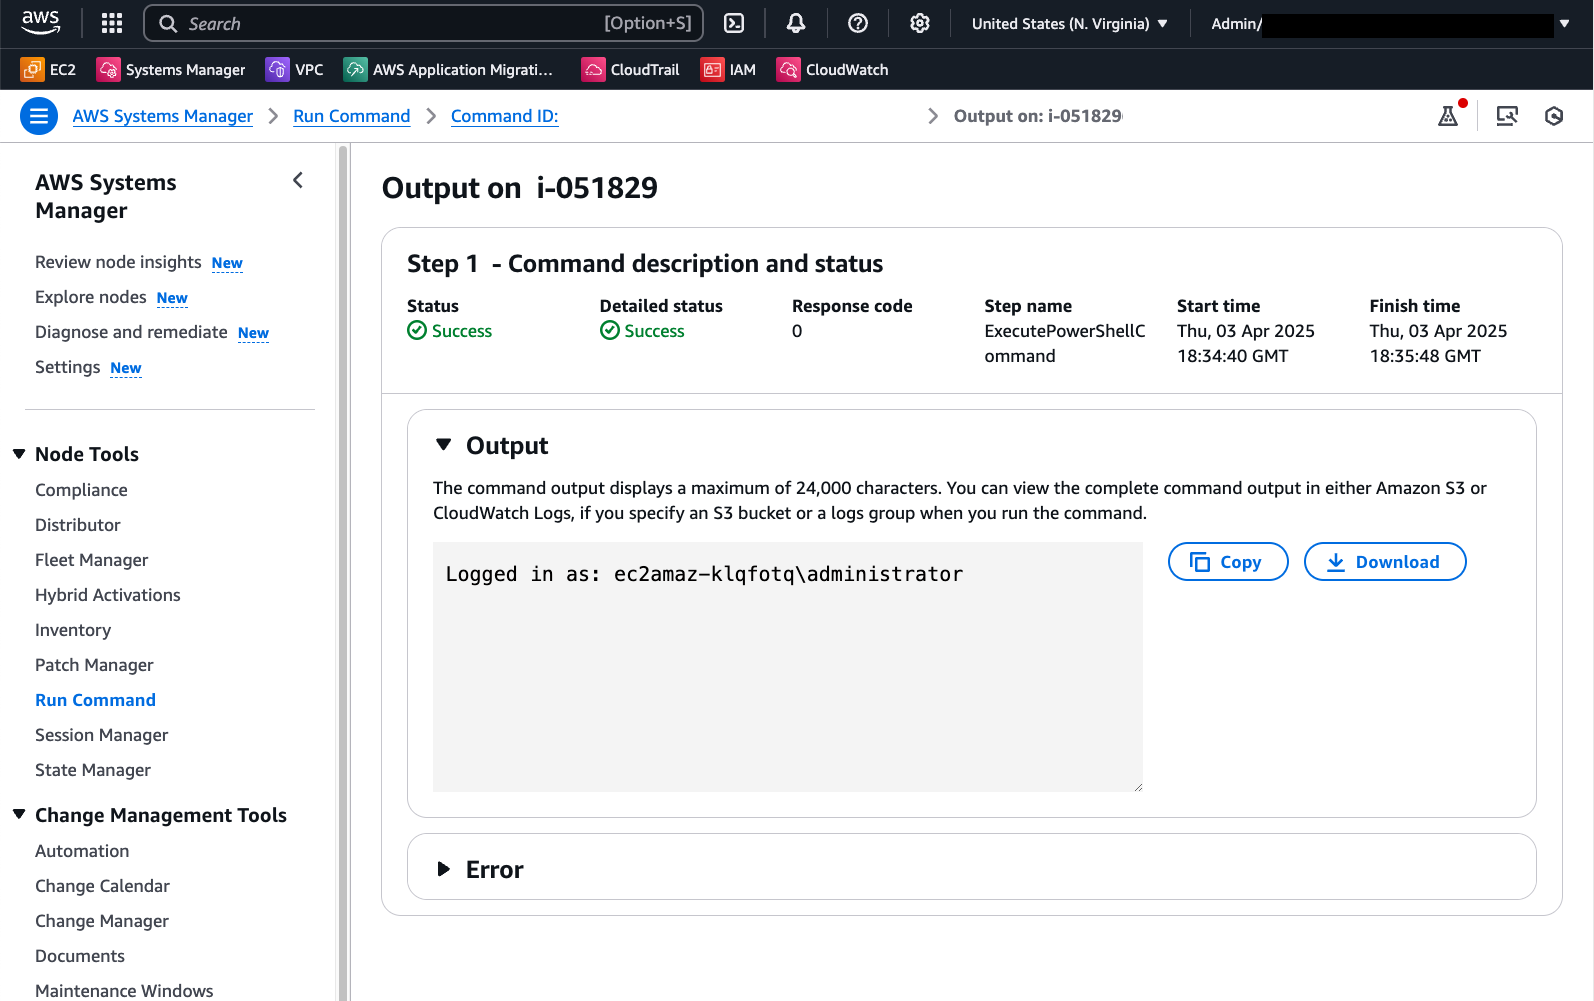 aws
Search [Option+S] United States (N. Virginia) Admin/
EC2 Systems Manager VPC AWS Application Migrati... CloudTrail IAM CloudWatch
AWS Systems Manager Run Command Command ID: Output on: i-051829
AWS Systems
Manager
Review node insights New
Explore nodes New
Diagnose and remediate New
Settings New
Node Tools
Compliance
Distributor
Fleet Manager
Hybrid Activations
Inventory
Patch Manager
Run Command
Session Manager
State Manager
Change Management Tools
Automation
Change Calendar
Change Manager
Documents
Maintenance Windows
Output on i-051829
Step 1 - Command description and status
Status Detailed status Response code Step name Start time Finish time
Success Success 0 ExecutePowerShellC Thu, 03 Apr 2025 Thu, 03 Apr 2025
ommand 18:34:40 GMT 18:35:48 GMT
Output
The command output displays a maximum of 24,000 characters. You can view the complete command output in either Amazon S3 or
CloudWatch Logs, if you specify an S3 bucket or a logs group when you run the command.
Logged in as: ec2amaz-klqfotq\administrator
Copy Download
Error